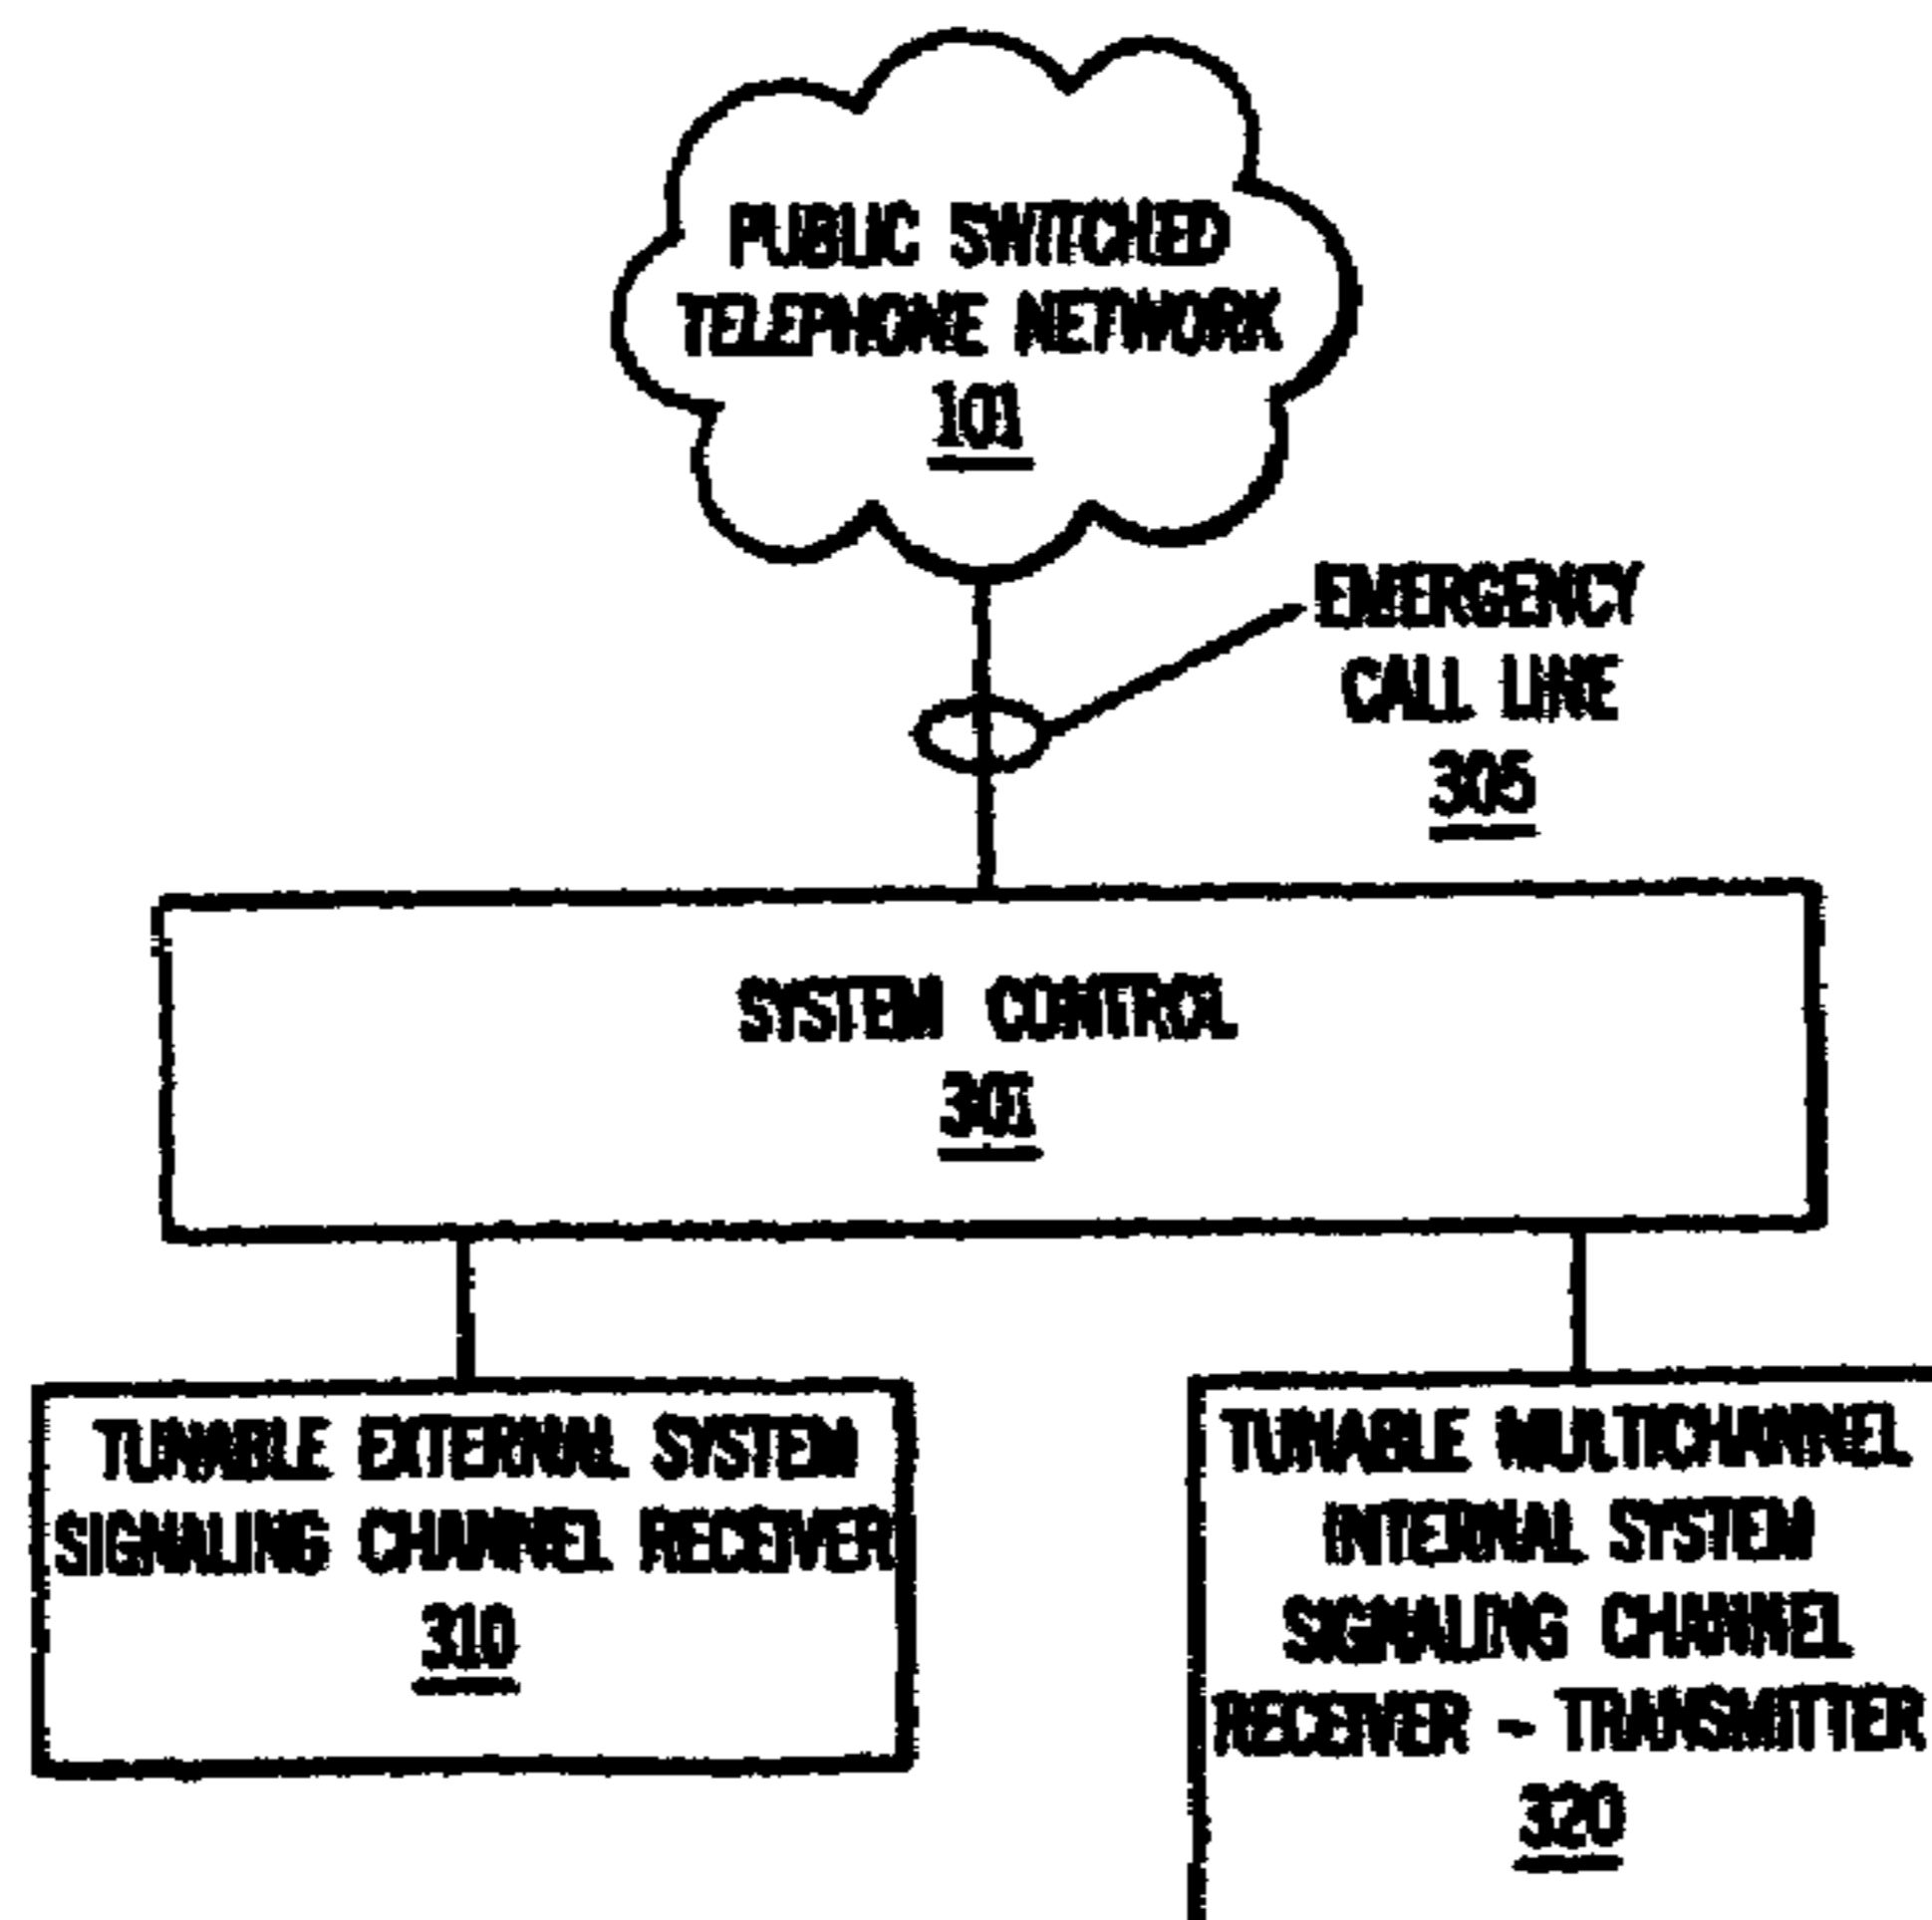 PUBLIC SWITCHED
TELEPHONE NETWORK
101
EMERGENCY
CALL LINE
305
SYSTEM CONTROL
301
TUNABLE EXTERNAL SYSTEM
SIGNALING CHANNEL RECEIVER
310
TUNABLE MULTICHANNEL
INTERNAL SYSTEM
SIGNALING CHANNEL
RECEIVER - TRANSMITTER
320